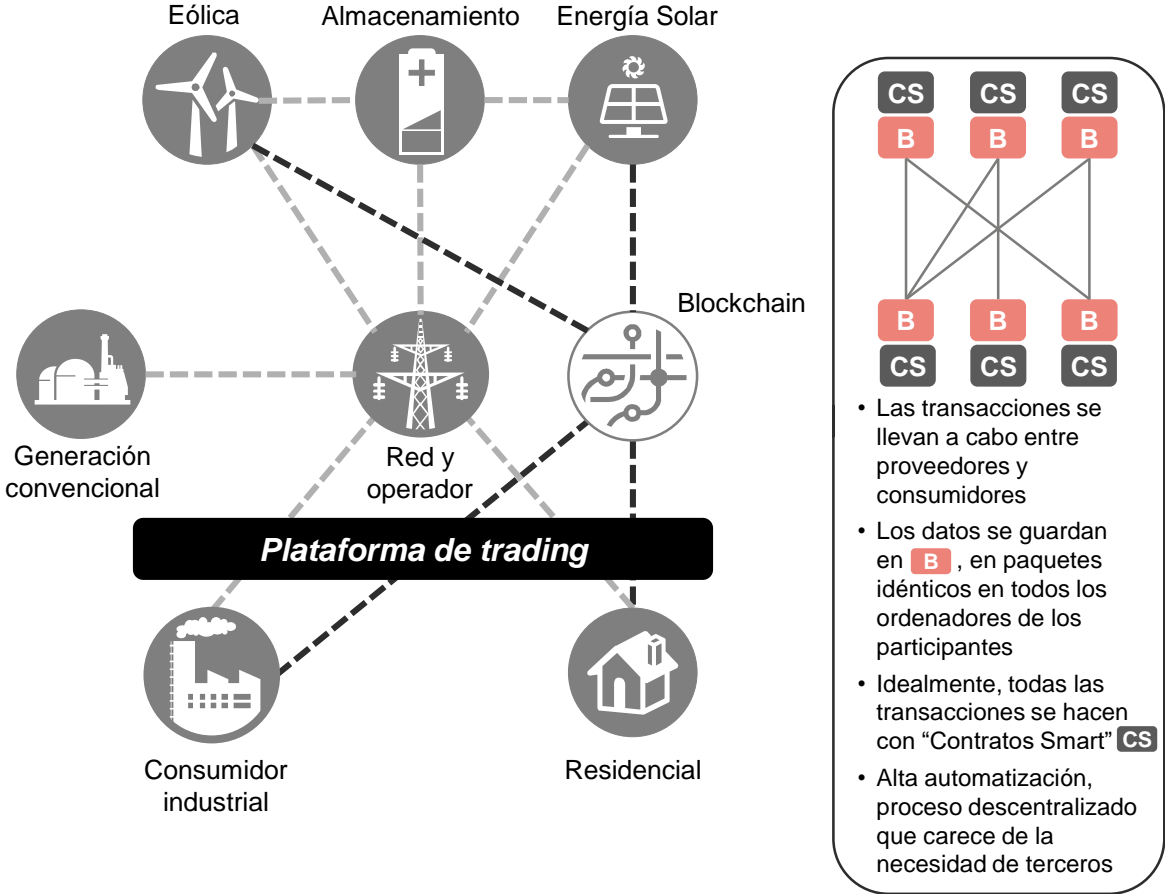 Eólica
Almacenamiento
Energía Solar
Blockchain
Generación
convencional
Red y
operador
Plataforma de trading
Consumidor
industrial
Residencial
CS CS CS
B B B
B B B
CS CS CS
• Las transacciones se
llevan a cabo entre
proveedores y
consumidores
• Los datos se guardan
en B , en paquetes
idénticos en todos los
ordenadores de los
participantes
• Idealmente, todas las
transacciones se hacen
con “Contratos Smart” CS
• Alta automatización,
proceso descentralizado
que carece de la
necesidad de terceros